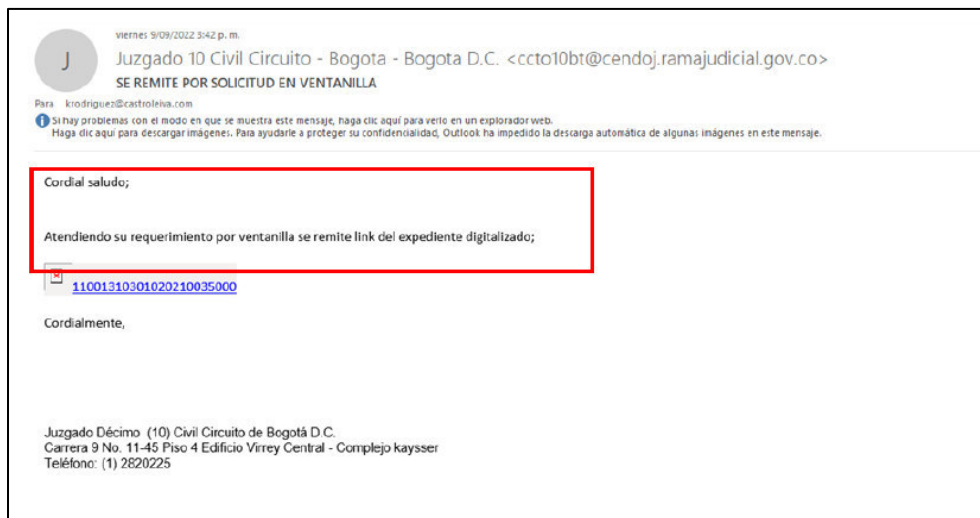 viernes 9/09/2022 3:42 p. m.
J
Juzgado 10 Civil Circuito - Bogota - Bogota D.C. <ccto10bt@cendoj.ramajudicial.gov.co>
SE REMITE POR SOLICITUD EN VENTANILLA
Para krodriguez@castroleiva.com
Si hay problemas con el modo en que se muestra este mensaje, haga clic aquí para verlo en un explorador web.
Haga clic aquí para descargar imágenes. Para ayudarle a proteger su confidencialidad, Outlook ha impedido la descarga automática de algunas imágenes en este mensaje.
Cordial saludo;
Atendiendo su requerimiento por ventanilla se remite link del expediente digitalizado;
11001310301020210035000
Cordialmente,
Juzgado Décimo (10) Civil Circuito de Bogotá D.C.
Carrera 9 No. 11-45 Piso 4 Edificio Virrey Central - Complejo kaysser
Teléfono: (1) 2820225